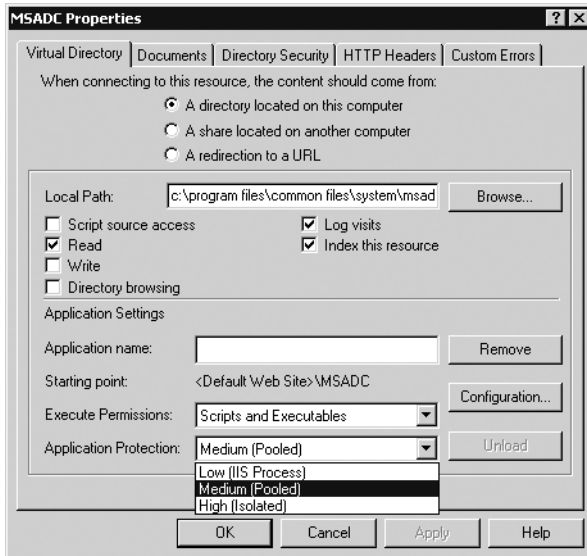 MSADC Properties ? X
Virtual Directory Documents Directory Security HTTP Headers Custom Errors
When connecting to this resource, the content should come from:
A directory located on this computer
A share located on another computer
A redirection to a URL
Local Path: c:\program files\common files\system\msad Browse...
Script source access Log visits
Read Index this resource
Write
Directory browsing
Application Settings
Application name: Remove
Starting point: <Default Web Site>\MSADC
Configuration...
Execute Permissions: Scripts and Executables
Application Protection: Medium (Pooled) Unload
Low (IIS Process)
Medium (Pooled)
High (Isolated)
OK Cancel Apply Help